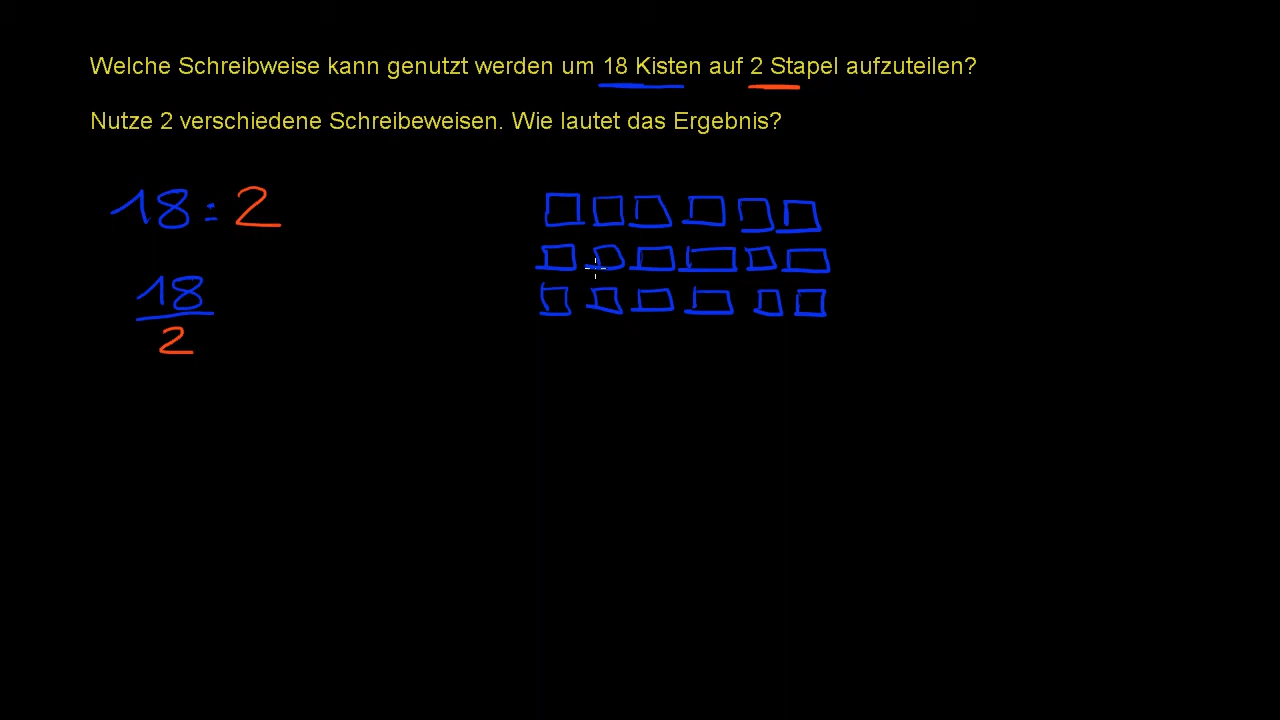 Welche Schreibweise kann genutzt werden um 18 Kisten auf 2 Stapel aufzuteilen?
Nutze 2 verschiedene Schreibeweisen. Wie lautet das Ergebnis?
18 : 2
18
2